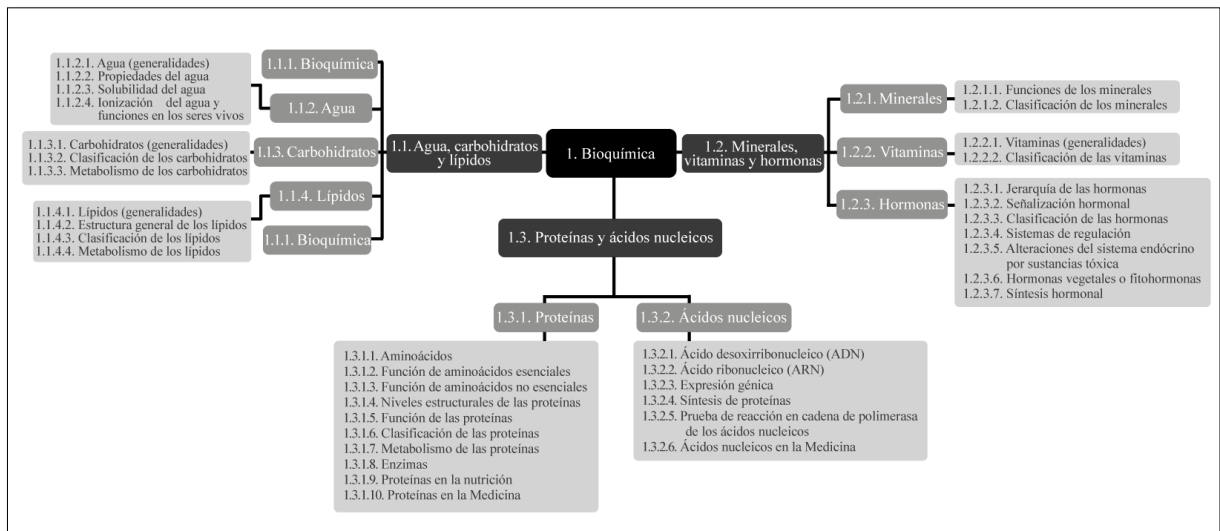 1. Bioquímica
1.1. Agua, carbohidratos
y lípidos
1.1.1. Bioquímica
1.1.2. Agua
1.1.2.1. Agua (generalidades)
1.1.2.2. Propiedades del agua
1.1.2.3. Solubilidad del agua
1.1.2.4. Ionización del agua y
funciones en los seres vivos
1.1.3. Carbohidratos
1.1.3.1. Carbohidratos (generalidades)
1.1.3.2. Clasificación de los carbohidratos
1.1.3.3. Metabolismo de los carbohidratos
1.1.4. Lípidos
1.1.4.1. Lípidos (generalidades)
1.1.4.2. Estructura general de los lípidos
1.1.4.3. Clasificación de los lípidos
1.1.4.4. Metabolismo de los lípidos
1.1.1. Bioquímica
1.2. Minerales,
vitaminas y hormonas
1.2.1. Minerales
1.2.1.1. Funciones de los minerales
1.2.1.2. Clasificación de los minerales
1.2.2. Vitaminas
1.2.2.1. Vitaminas (generalidades)
1.2.2.2. Clasificación de las vitaminas
1.2.3. Hormonas
1.2.3.1. Jerarquía de las hormonas
1.2.3.2. Señalización hormonal
1.2.3.3. Clasificación de las hormonas
1.2.3.4. Sistemas de regulación
1.2.3.5. Alteraciones del sistema endócrino
por sustancias tóxica
1.2.3.6. Hormonas vegetales o fitohormonas
1.2.3.7. Síntesis hormonal
1.3. Proteínas y ácidos nucleicos
1.3.1. Proteínas
1.3.1.1. Aminoácidos
1.3.1.2. Función de aminoácidos esenciales
1.3.1.3. Función de aminoácidos no esenciales
1.3.1.4. Niveles estructurales de las proteínas
1.3.1.5. Función de las proteínas
1.3.1.6. Clasificación de las proteínas
1.3.1.7. Metabolismo de las proteínas
1.3.1.8. Enzimas
1.3.1.9. Proteínas en la nutrición
1.3.1.10. Proteínas en la Medicina
1.3.2. Ácidos nucleicos
1.3.2.1. Ácido desoxirribonucleico (ADN)
1.3.2.2. Ácido ribonucleico (ARN)
1.3.2.3. Expresión génica
1.3.2.4. Síntesis de proteínas
1.3.2.5. Prueba de reacción en cadena de polimerasa
de los ácidos nucleicos
1.3.2.6. Ácidos nucleicos en la Medicina